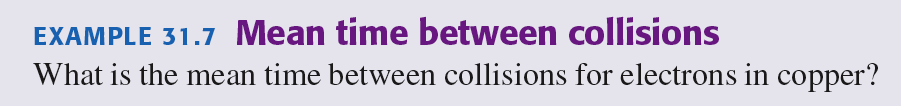 EXAMPLE 31.7 Mean time between collisions
What is the mean time between collisions for electrons in copper?